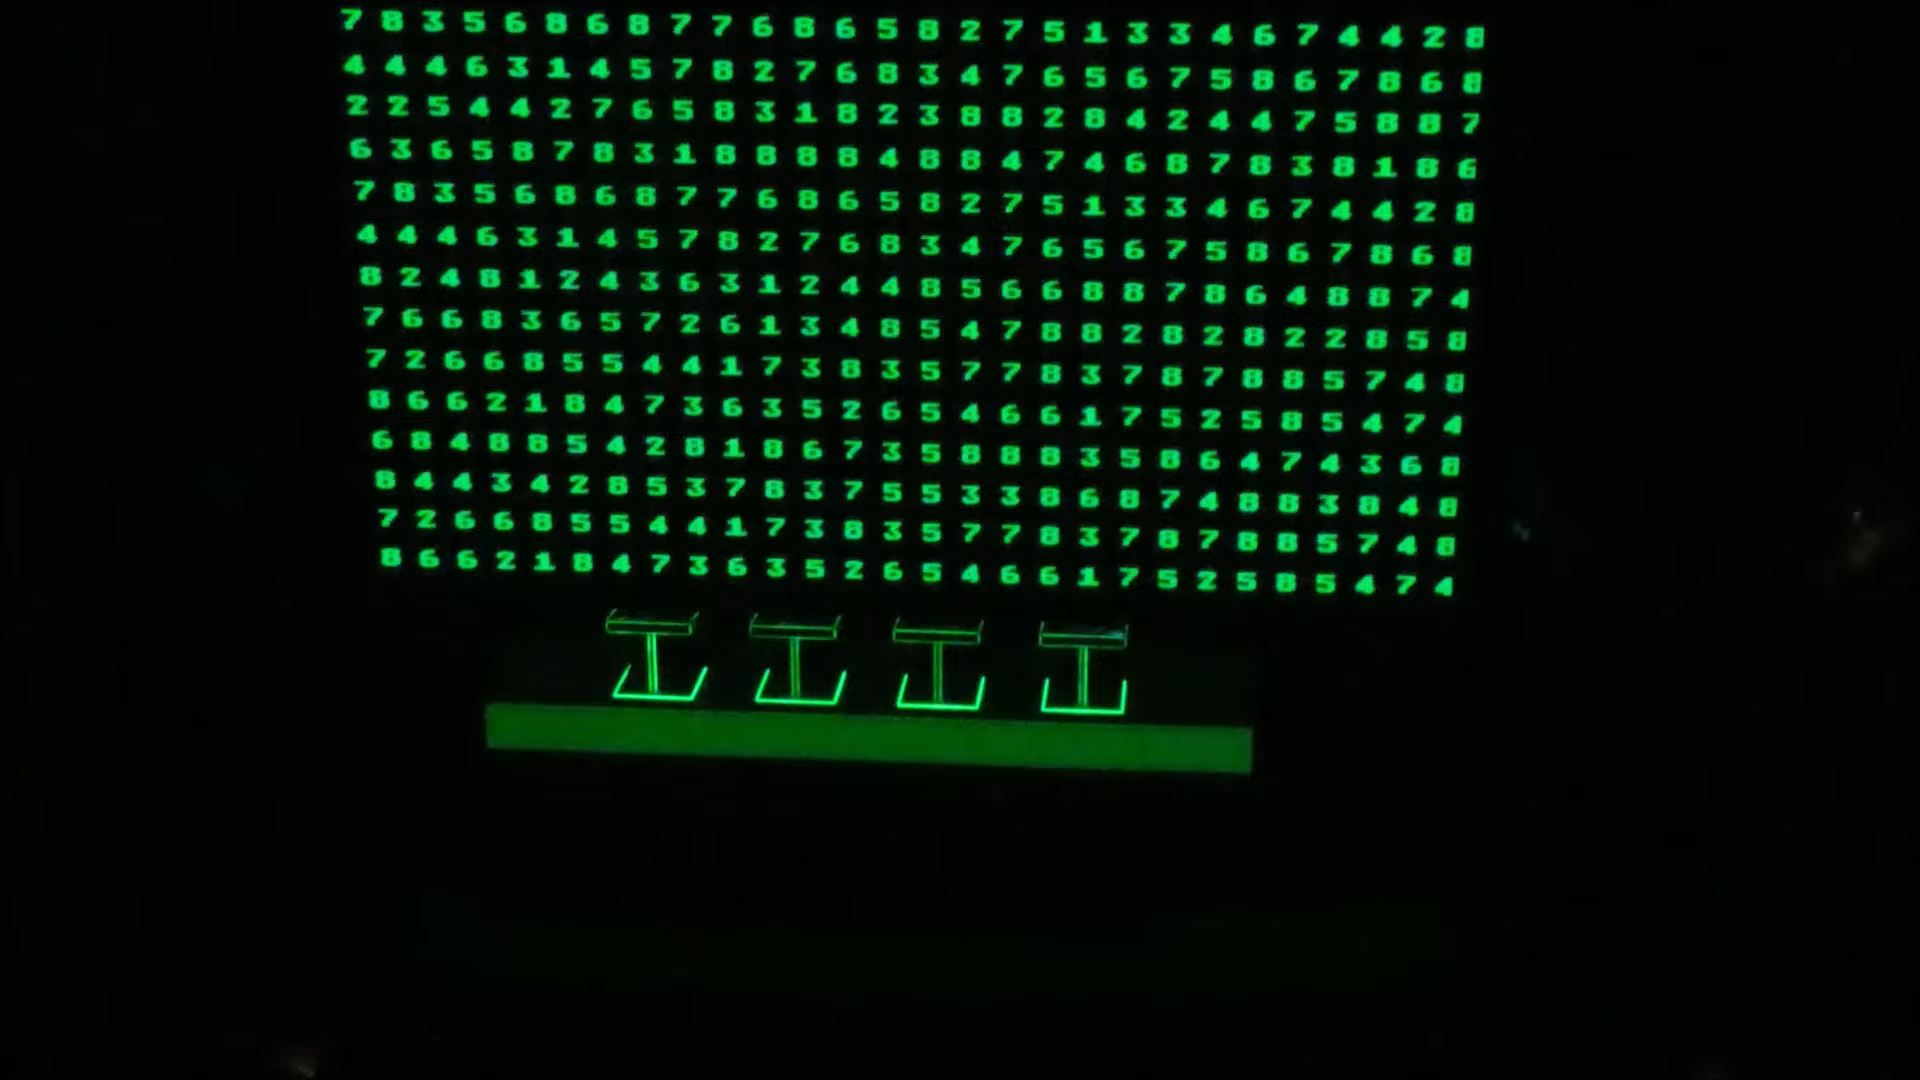 7 8 3 5 6 8 6 8 7 7 6 8 6 5 8 2 7 5 1 3 3 4 6 7 4 4 2 8
4 4 4 6 3 1 4 5 7 8 2 7 6 8 3 4 7 6 5 6 7 5 8 6 7 8 6 8
2 2 5 4 4 2 7 6 5 8 3 1 8 2 3 8 8 2 8 4 2 4 4 7 5 8 8 7
6 3 6 5 8 7 8 3 1 8 8 8 8 4 8 8 4 7 4 6 8 7 8 3 8 1 8 6
7 8 3 5 6 8 6 8 7 7 6 8 6 5 8 2 7 5 1 3 3 4 6 7 4 4 2 8
4 4 4 6 3 1 4 5 7 8 2 7 6 8 3 4 7 6 5 6 7 5 8 6 7 8 6 8
8 2 4 8 1 2 4 3 6 3 1 2 4 4 8 5 6 6 8 8 7 8 6 4 8 8 7 4
7 6 6 8 3 6 5 7 2 6 1 3 4 8 5 4 7 8 8 2 8 2 8 2 2 8 5 8
7 2 6 6 8 5 5 4 4 1 7 3 8 3 5 7 7 8 3 7 8 7 8 8 5 7 4 8
8 6 6 2 1 8 4 7 3 6 3 5 2 6 5 4 6 6 1 7 5 2 5 8 5 4 7 4
6 8 4 8 8 5 4 2 8 1 8 6 7 3 5 8 8 8 3 5 8 6 4 7 4 3 6 8
8 4 4 3 4 2 8 5 3 7 8 3 7 5 5 3 3 8 6 8 7 4 8 8 3 8 4 8
7 2 6 6 8 5 5 4 4 1 7 3 8 3 5 7 7 8 3 7 8 7 8 8 5 7 4 8
8 6 6 2 1 8 4 7 3 6 3 5 2 6 5 4 6 6 1 7 5 2 5 8 5 4 7 4